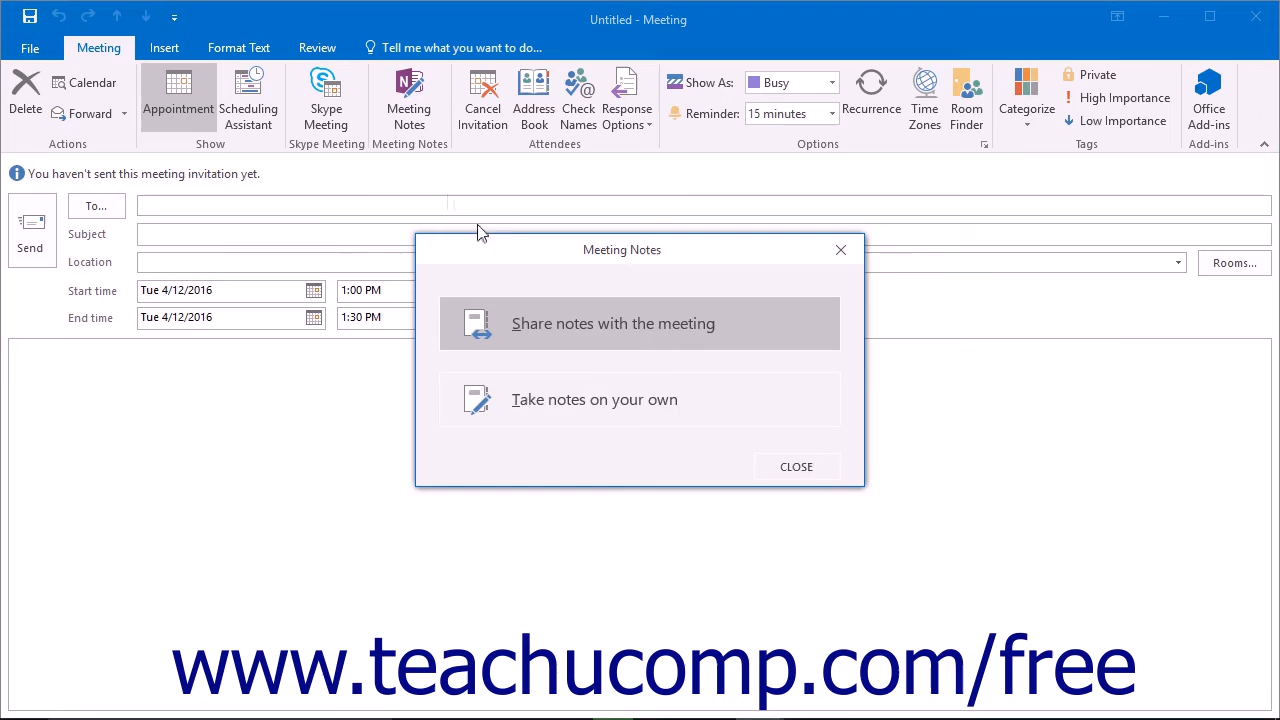 Untitled - Meeting
File Meeting Insert Format Text Review Tell me what you want to do...
Delete Calendar Forward Appointment Scheduling Assistant Skype Meeting Meeting Notes Cancel Invitation Address Book Check Names Response Options Show As: Busy Reminder: 15 minutes Recurrence Time Zones Room Finder Categorize Private High Importance Low Importance Office Add-ins
Actions Show Skype Meeting Meeting Notes Attendees Options Tags Add-ins
You haven't sent this meeting invitation yet.
Send
To...
Subject
Location Rooms...
Start time Tue 4/12/2016 1:00 PM
End time Tue 4/12/2016 1:30 PM
Meeting Notes
Share notes with the meeting
Take notes on your own
CLOSE
www.teachucomp.com/free